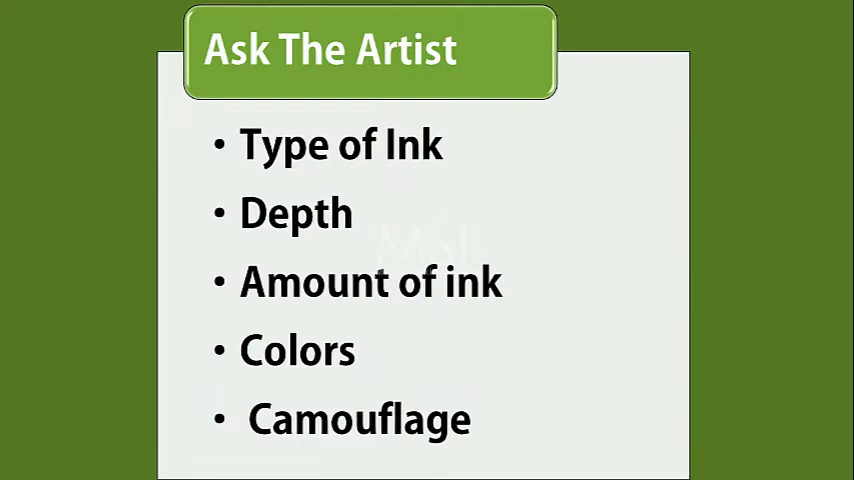 Ask The Artist
• Type of Ink
• Depth
• Amount of ink
• Colors
• Camouflage